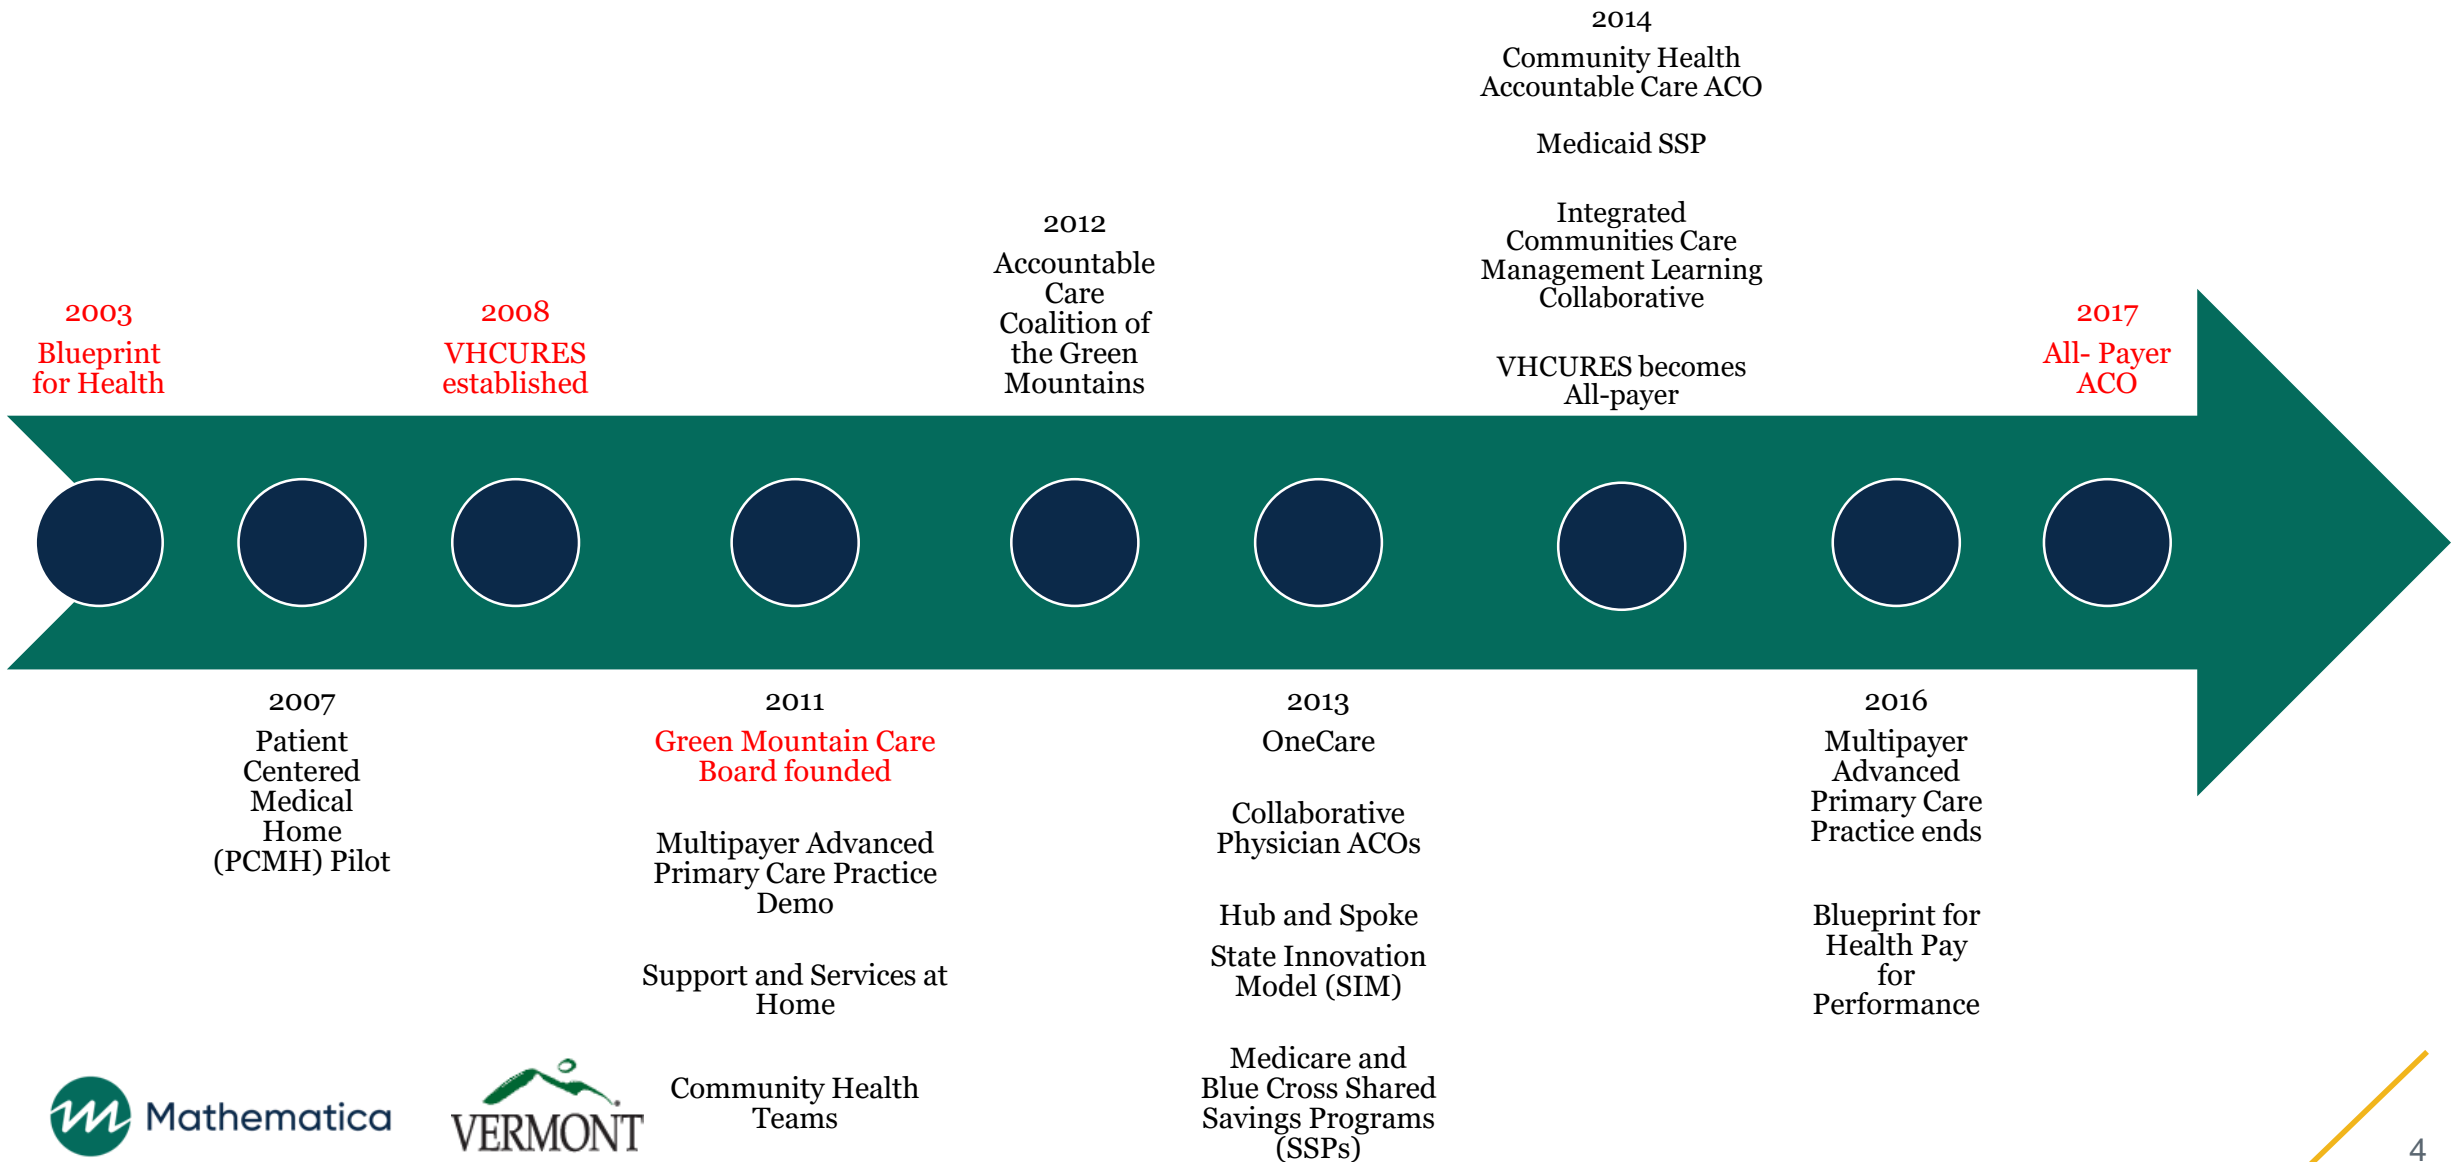 2003
Blueprint
for Health
2007
Patient
Centered
Medical
Home
(PCMH) Pilot
2008
VHCURES
established
2011
Green Mountain Care
Board founded
Multipayer Advanced
Primary Care Practice
Demo
Support and Services at
Home
Community Health
Teams
2012
Accountable
Care
Coalition of
the Green
Mountains
2013
OneCare
Collaborative
Physician ACOs
Hub and Spoke
State Innovation
Model (SIM)
Medicare and
Blue Cross Shared
Savings Programs
(SSPs)
2014
Community Health
Accountable Care ACO
Medicaid SSP
Integrated
Communities Care
Management Learning
Collaborative
VHCURES becomes
All-payer
2016
Multipayer
Advanced
Primary Care
Practice ends
Blueprint for
Health Pay
for
Performance
2017
All- Payer
ACO
Mathematica
VERMONT
4